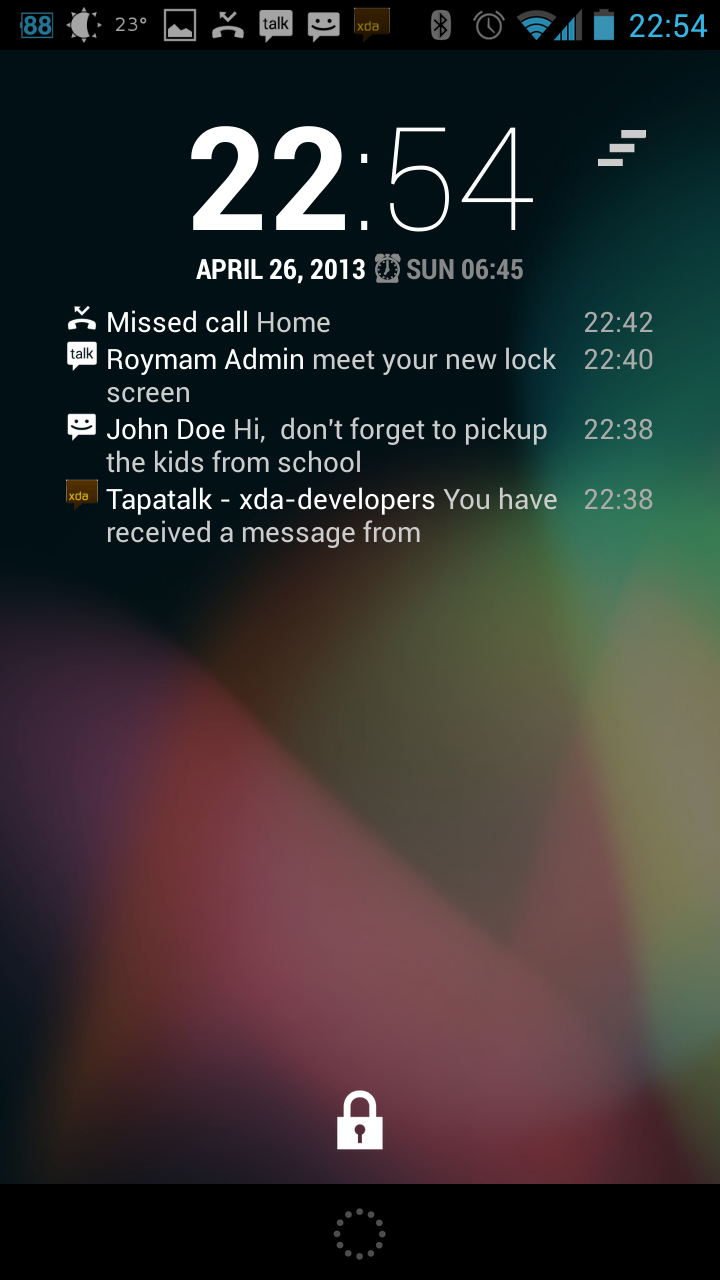 88 23° talk xda 22:54
22:54
APRIL 26, 2013 SUN 06:45
Missed call Home 22:42
talk Roymam Admin meet your new lock 22:40
screen
John Doe Hi,  don't forget to pickup 22:38
the kids from school
xda Tapatalk - xda-developers You have 22:38
received a message from